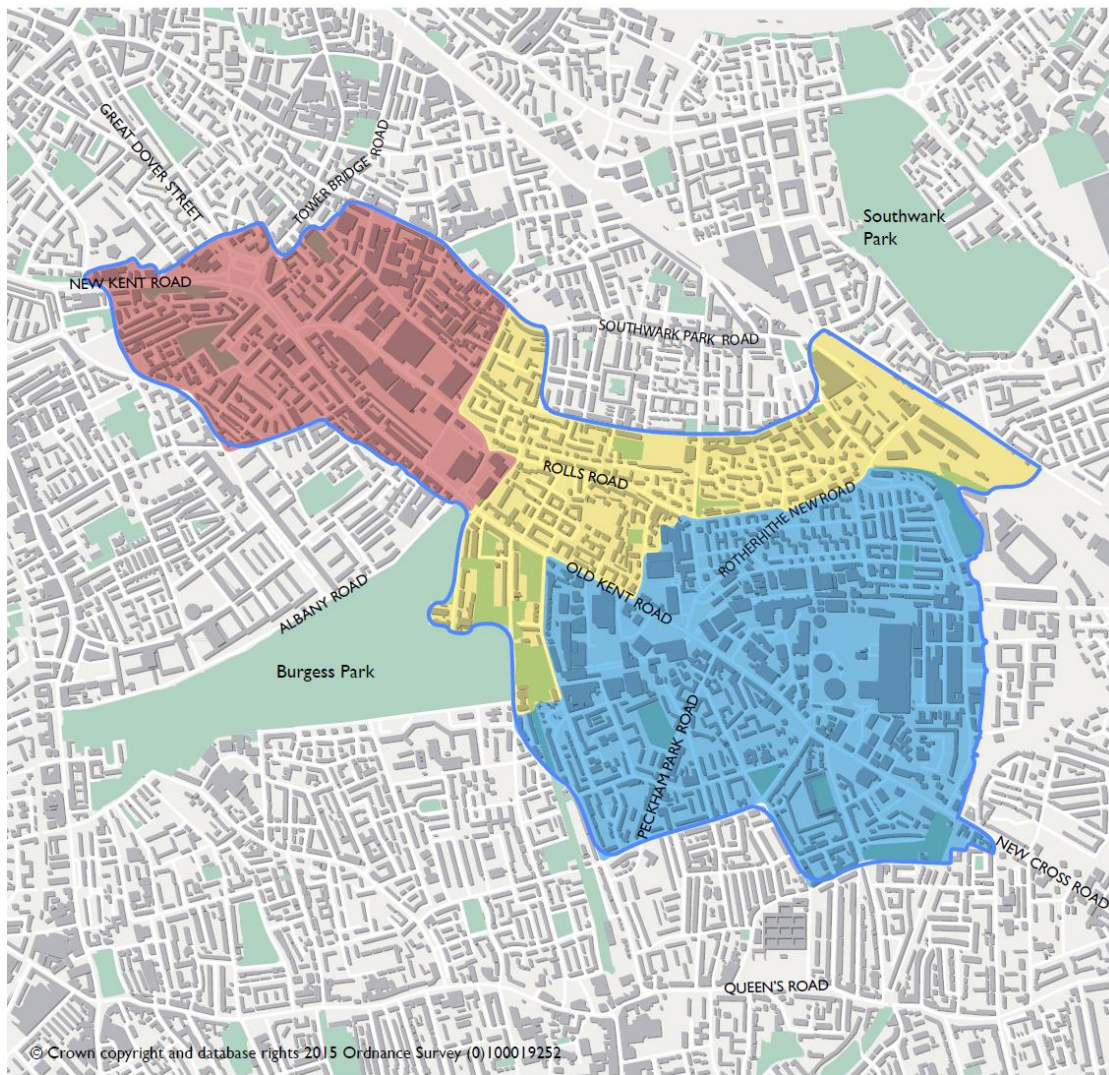 GREAT DOVER STREET
TOWER BRIDGE ROAD
Southwark
Park
NEW KENT ROAD
SOUTHWARK PARK ROAD
ROLLS ROAD
ROTHERHITHE NEW ROAD
OLD KENT ROAD
ALBANY ROAD
Burgess Park
PECKHAM PARK ROAD
NEW CROSS ROAD
QUEEN'S ROAD
© Crown copyright and database rights 2015 Ordnance Survey (0)100019252